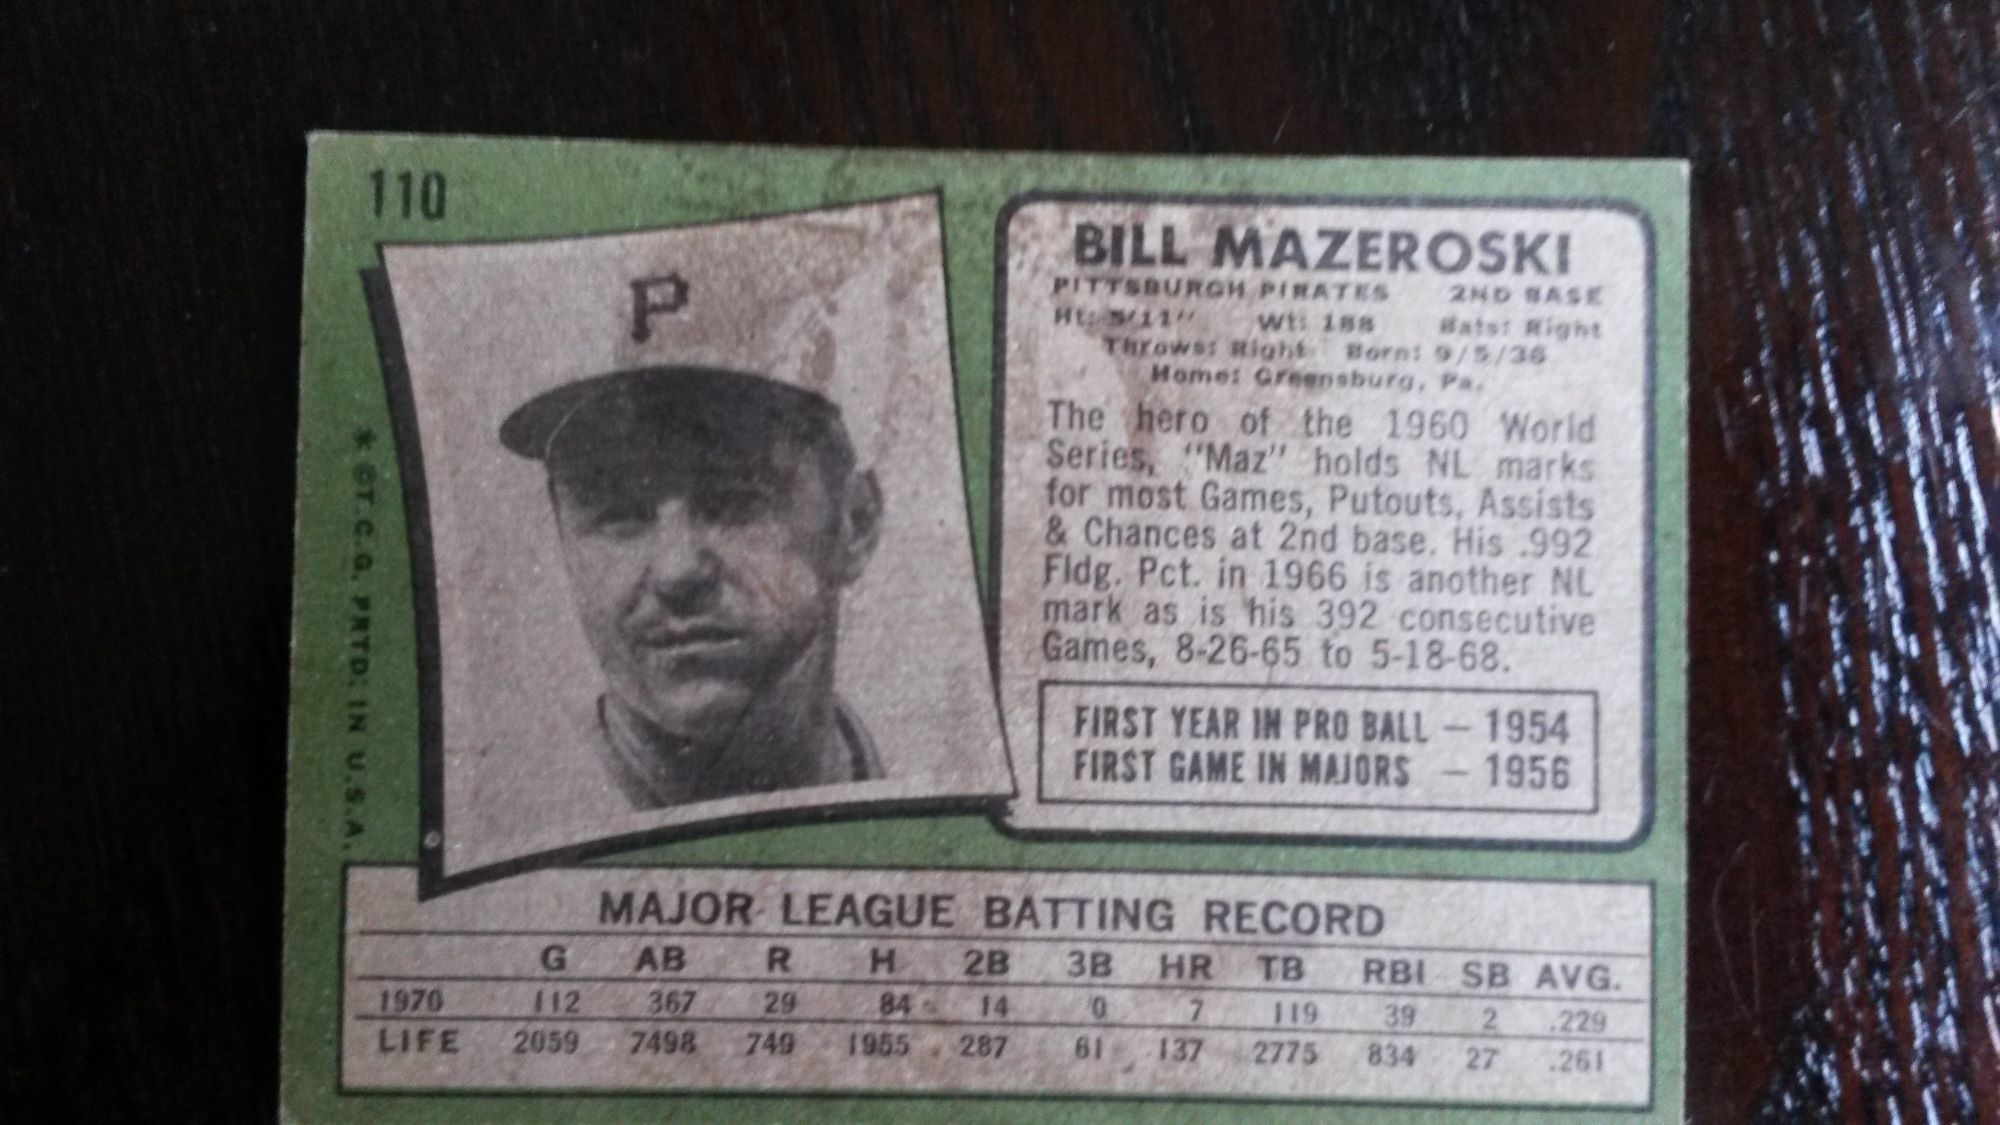 110
P
BILL MAZEROSKI
PITTSBURGH PIRATES 2ND BASE
Ht: 5'11" Wt: 188 Bats: Right
Throws: Right Born: 9/5/36
Home: Greensburg, Pa.
The hero of the 1960 World
Series, "Maz" holds NL marks
for most Games, Putouts, Assists
& Chances at 2nd base. His .992
Fldg. Pct. in 1966 is another NL
mark as is his 392 consecutive
Games, 8-26-65 to 5-18-68.
FIRST YEAR IN PRO BALL — 1954
FIRST GAME IN MAJORS — 1956
* ©T.C.G. PRTD. IN U.S.A.
MAJOR LEAGUE BATTING RECORD
G AB R H 2B 3B HR TB RBI SB AVG.
1970 112 367 29 84 14 0 7 119 39 2 .229
LIFE 2059 7498 749 1955 287 61 137 2775 834 27 .261